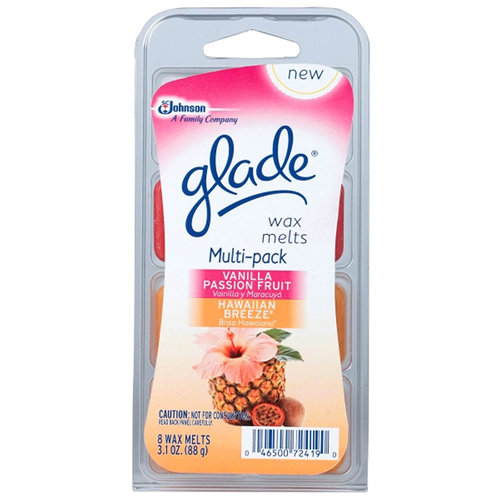 new
SC
Johnson
A Family Company
glade®
wax
melts
Multi-pack
VANILLA
PASSION FRUIT
Vainilla y Maracuyá
HAWAIIAN
BREEZE®
Brisa Hawaiana®
CAUTION: NOT FOR CONSUMPTION.
READ BACK PANEL CAREFULLY.
8 WAX MELTS
3.1 OZ. (88 g)
0 46500 72419 0